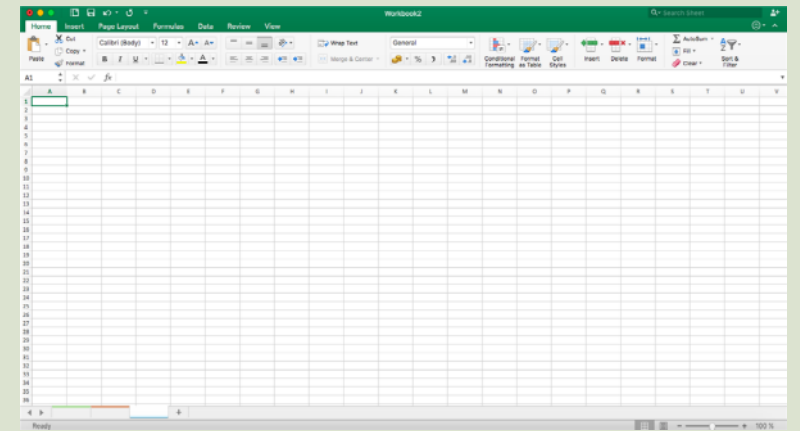 Workbook2
Search Sheet
Home Insert Page Layout Formulas Data Review View
Paste
Cut
Copy
Format
Calibri (Body) 12 A A
B I U A
Wrap Text
Merge & Center
General
%
Conditional Formatting
Format as Table
Cell Styles
Insert
Delete
Format
AutoSum
Fill
Clear
Sort & Filter
A1 fx
A B C D E F G H I J K L M N O P Q R S T U V
1
2
3
4
5
6
7
8
9
10
11
12
13
14
15
16
17
18
19
20
21
22
23
24
25
26
27
28
29
30
31
32
33
34
35
36
Ready
100 %